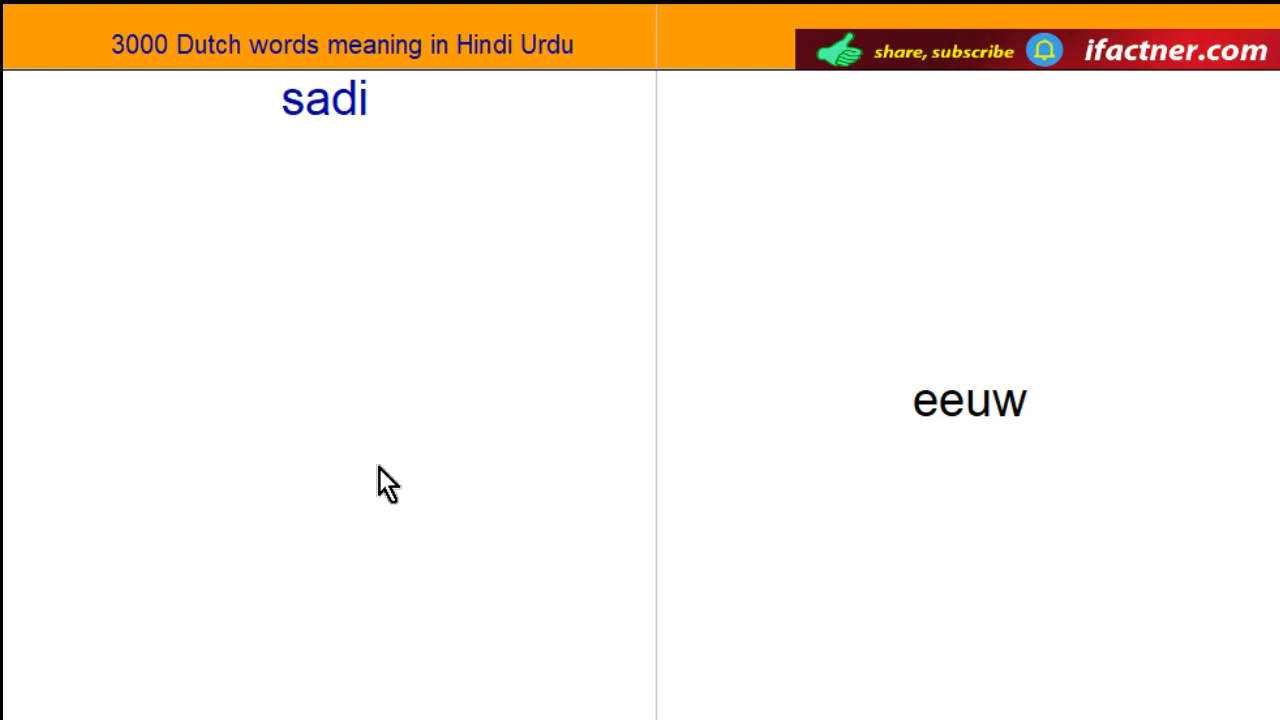 3000 Dutch words meaning in Hindi Urdu
share, subscribe
ifactner.com
sadi
eeuw